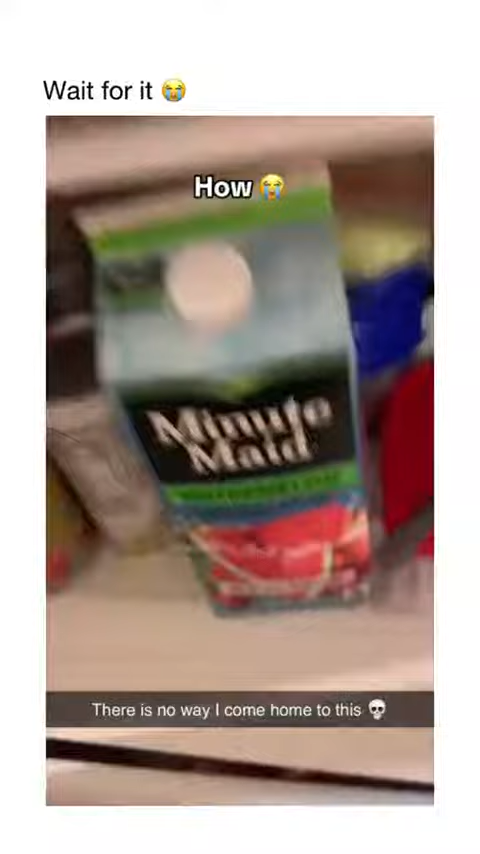 Wait for it 😭
How 😭
Minute
Maid
There is no way I come home to this 💀